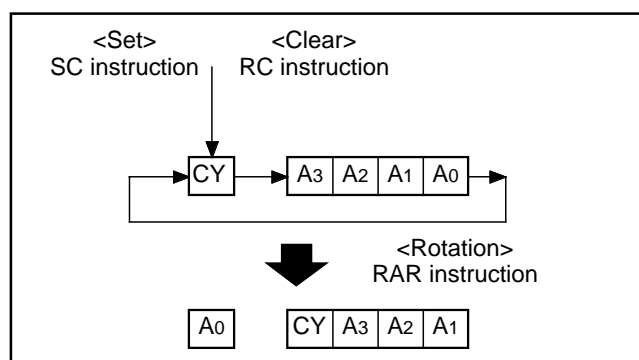 <Set> <Clear>
SC instruction RC instruction
CY A3 A2 A1 A0
<Rotation>
RAR instruction
A0 CY A3 A2 A1